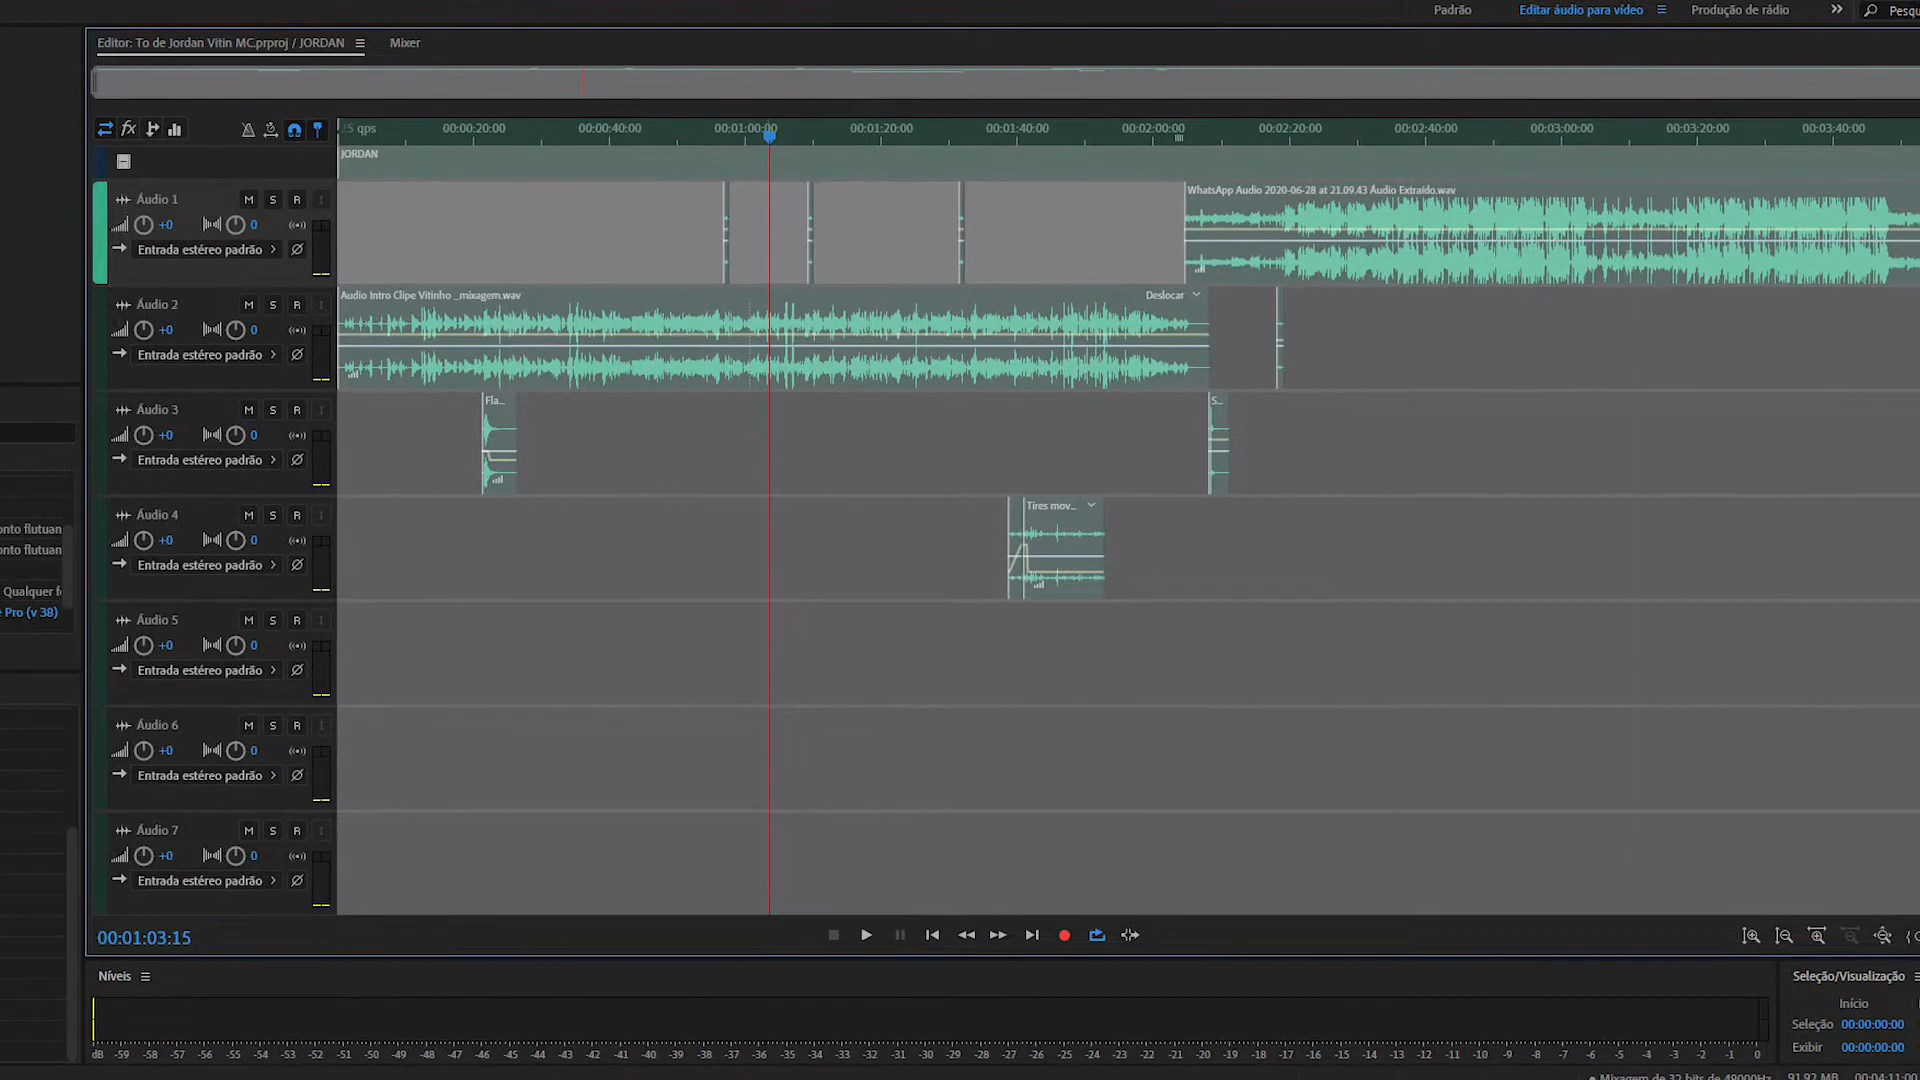 Padrão
Editar áudio para vídeo
Produção de rádio
Editor: To de Jordan Vitin MC.prproj / JORDAN
Mixer
fx
25 qps
00:00:20:00
00:00:40:00
00:01:00:00
00:01:20:00
00:01:40:00
00:02:00:00
00:02:20:00
00:02:40:00
00:03:00:00
00:03:20:00
00:03:40:00
JORDAN
Áudio 1 M S R I
+0 0
Entrada estéreo padrão
WhatsApp Audio 2020-06-28 at 21.09.43 Áudio Extraído.wav
Áudio 2 M S R I
+0 0
Entrada estéreo padrão
Audio Intro Clipe Vitinho _mixagem.wav
Deslocar
Áudio 3 M S R I
+0 0
Entrada estéreo padrão
Fla...
S...
Áudio 4 M S R I
+0 0
Entrada estéreo padrão
Tires mov...
Áudio 5 M S R I
+0 0
Entrada estéreo padrão
Áudio 6 M S R I
+0 0
Entrada estéreo padrão
Áudio 7 M S R I
+0 0
Entrada estéreo padrão
onto flutuan
onto flutuan
Qualquer f
Pro (v 38)
00:01:03:15
Níveis
dB -59 -58 -57 -56 -55 -54 -53 -52 -51 -50 -49 -48 -47 -46 -45 -44 -43 -42 -41 -40 -39 -38 -37 -36 -35 -34 -33 -32 -31 -30 -29 -28 -27 -26 -25 -24 -23 -22 -21 -20 -19 -18 -17 -16 -15 -14 -13 -12 -11 -10 -9 -8 -7 -6 -5 -4 -3 -2 -1 0
Seleção/Visualização
Início
Seleção 00:00:00:00
Exibir 00:00:00:00
Mixagem de 32 bits de 48000Hz
91,92 MB
00:04:11:00